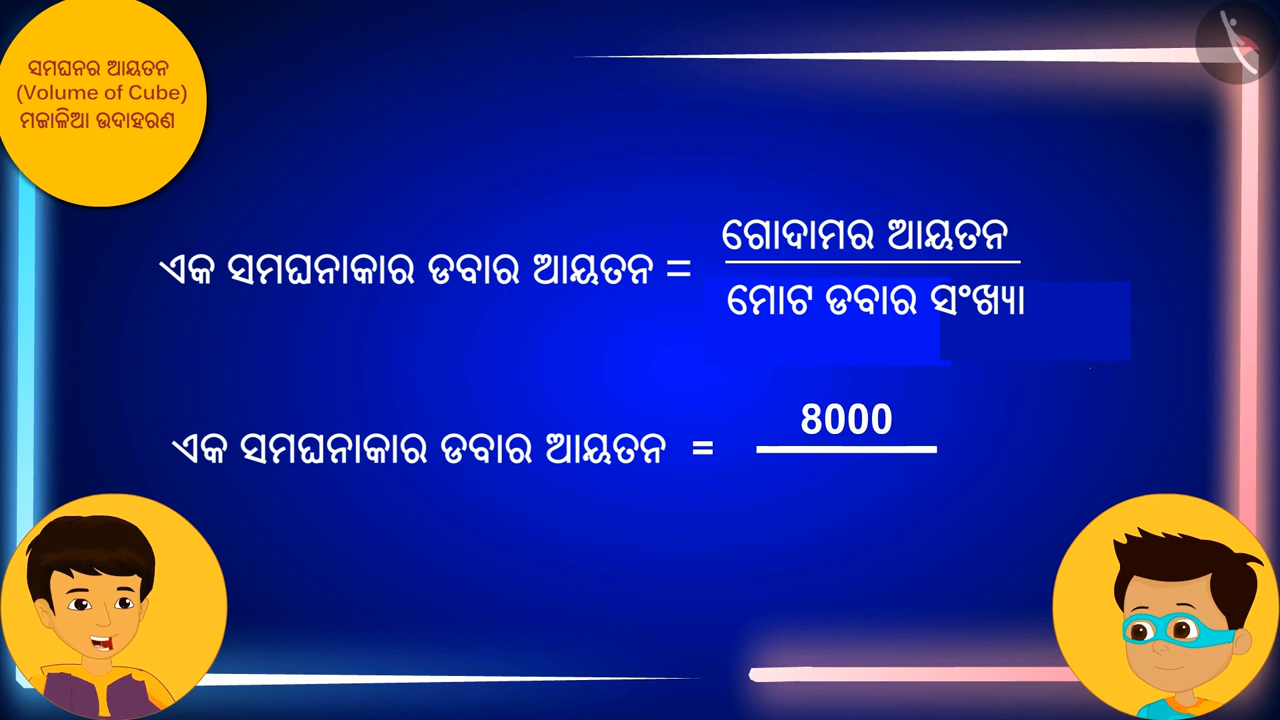 ସମଘନର ଆୟତନ
(Volume of Cube)
ମଜାଳିଆ ଉଦାହରଣ
ଗୋଦାମର ଆୟତନ
ଏକ ସମଘନାକାର ଡବାର ଆୟତନ =
ମୋଟ ଡବାର ସଂଖ୍ୟା
8000
ଏକ ସମଘନାକାର ଡବାର ଆୟତନ =